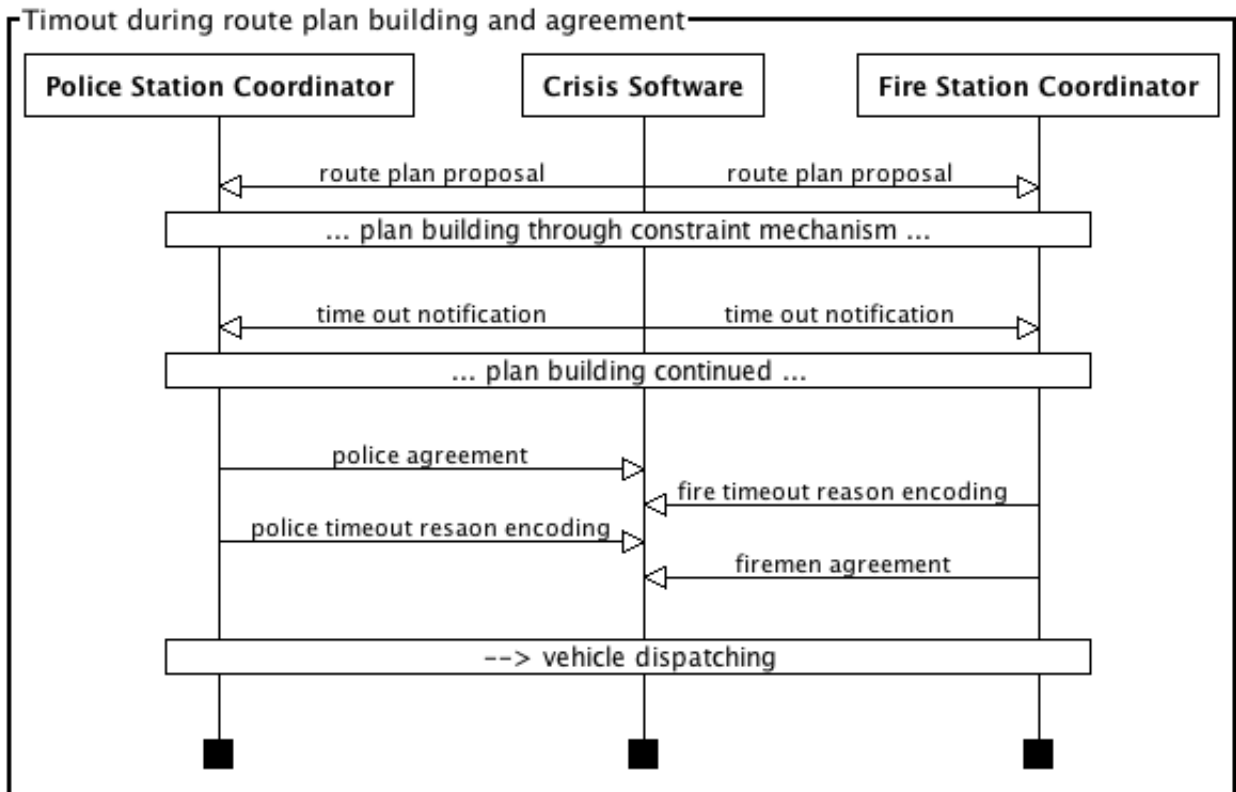 Timout during route plan building and agreement
Police Station Coordinator
Crisis Software
Fire Station Coordinator
route plan proposal
route plan proposal
... plan building through constraint mechanism ...
time out notification
time out notification
... plan building continued ...
police agreement
fire timeout reason encoding
police timeout resaon encoding
firemen agreement
--> vehicle dispatching